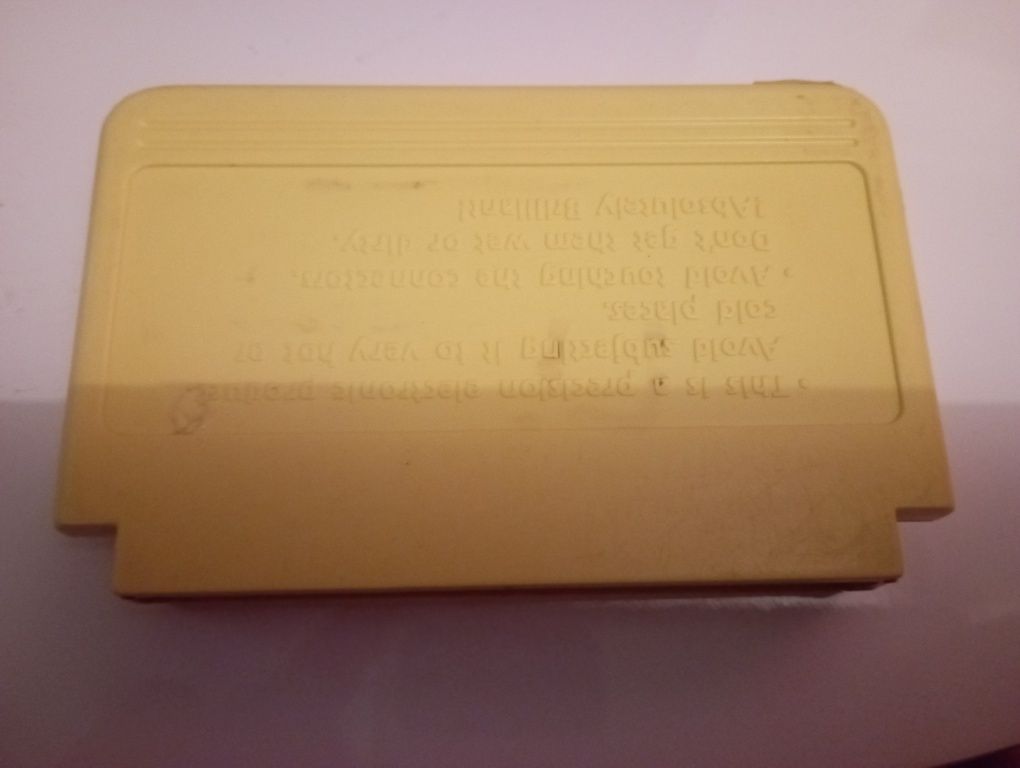 • This is a precision electronic product
Avoid subjecting it to very hot or
cold places.
• Avoid touching the connectors.
Don't get them wet or dirty.
!Absolutely Brilliant!